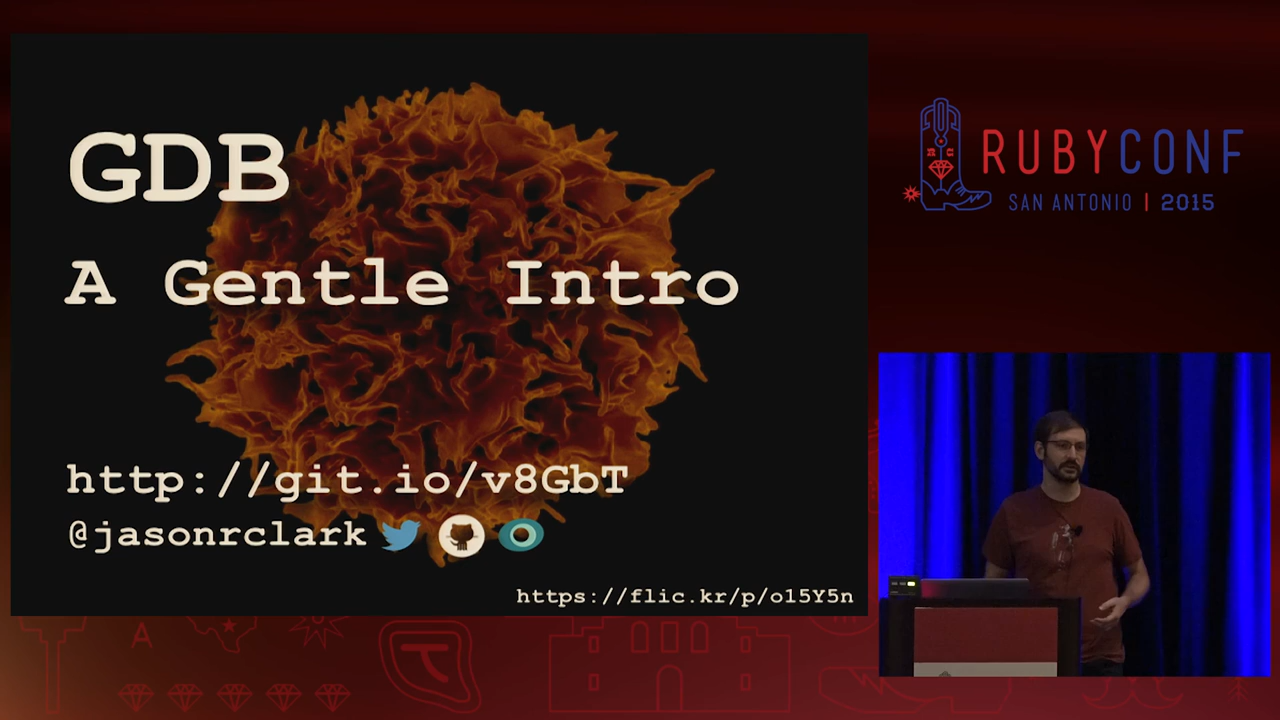 GDB
A Gentle Intro
http://git.io/v8GbT
@jasonrclark
https://flic.kr/p/o15Y5n
RUBYCONF
SAN ANTONIO | 2015